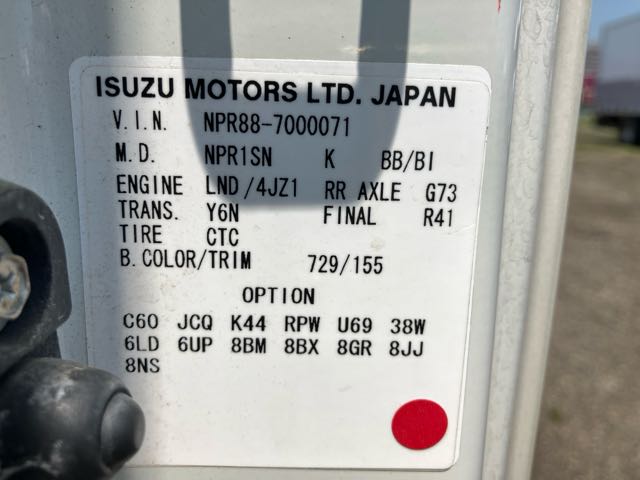 ISUZU MOTORS LTD. JAPAN
V.I.N. NPR88-7000071
M.D. NPR1SN K BB/BI
ENGINE LND/4JZ1 RR AXLE G73
TRANS. Y6N FINAL R41
TIRE CTC
B.COLOR/TRIM 729/155
OPTION
C60 JCQ K44 RPW U69 38W
6LD 6UP 8BM 8BX 8GR 8JJ
8NS